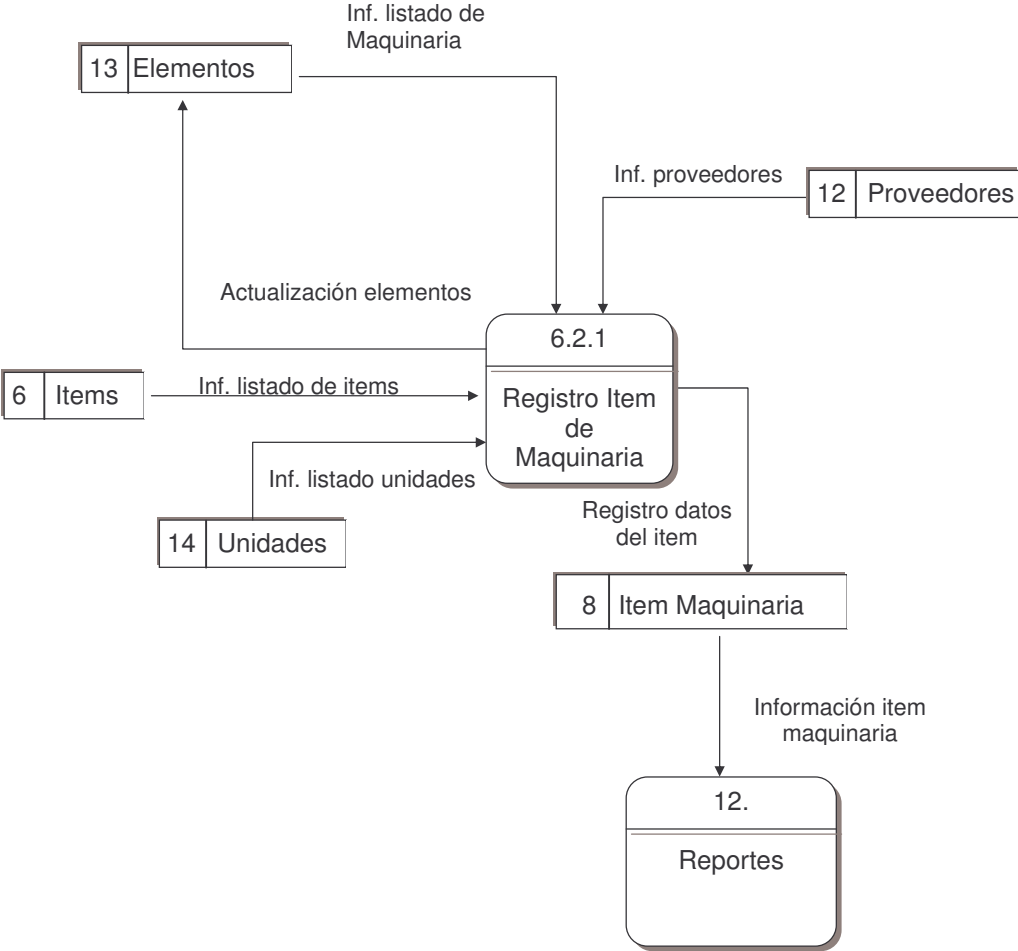 Inf. listado de
Maquinaria
13 Elementos
Inf. proveedores
12 Proveedores
Actualización elementos
6.2.1
Registro Item
de
Maquinaria
6 Items
Inf. listado de items
Inf. listado unidades
14 Unidades
Registro datos
del item
8 Item Maquinaria
Información item
maquinaria
12.
Reportes